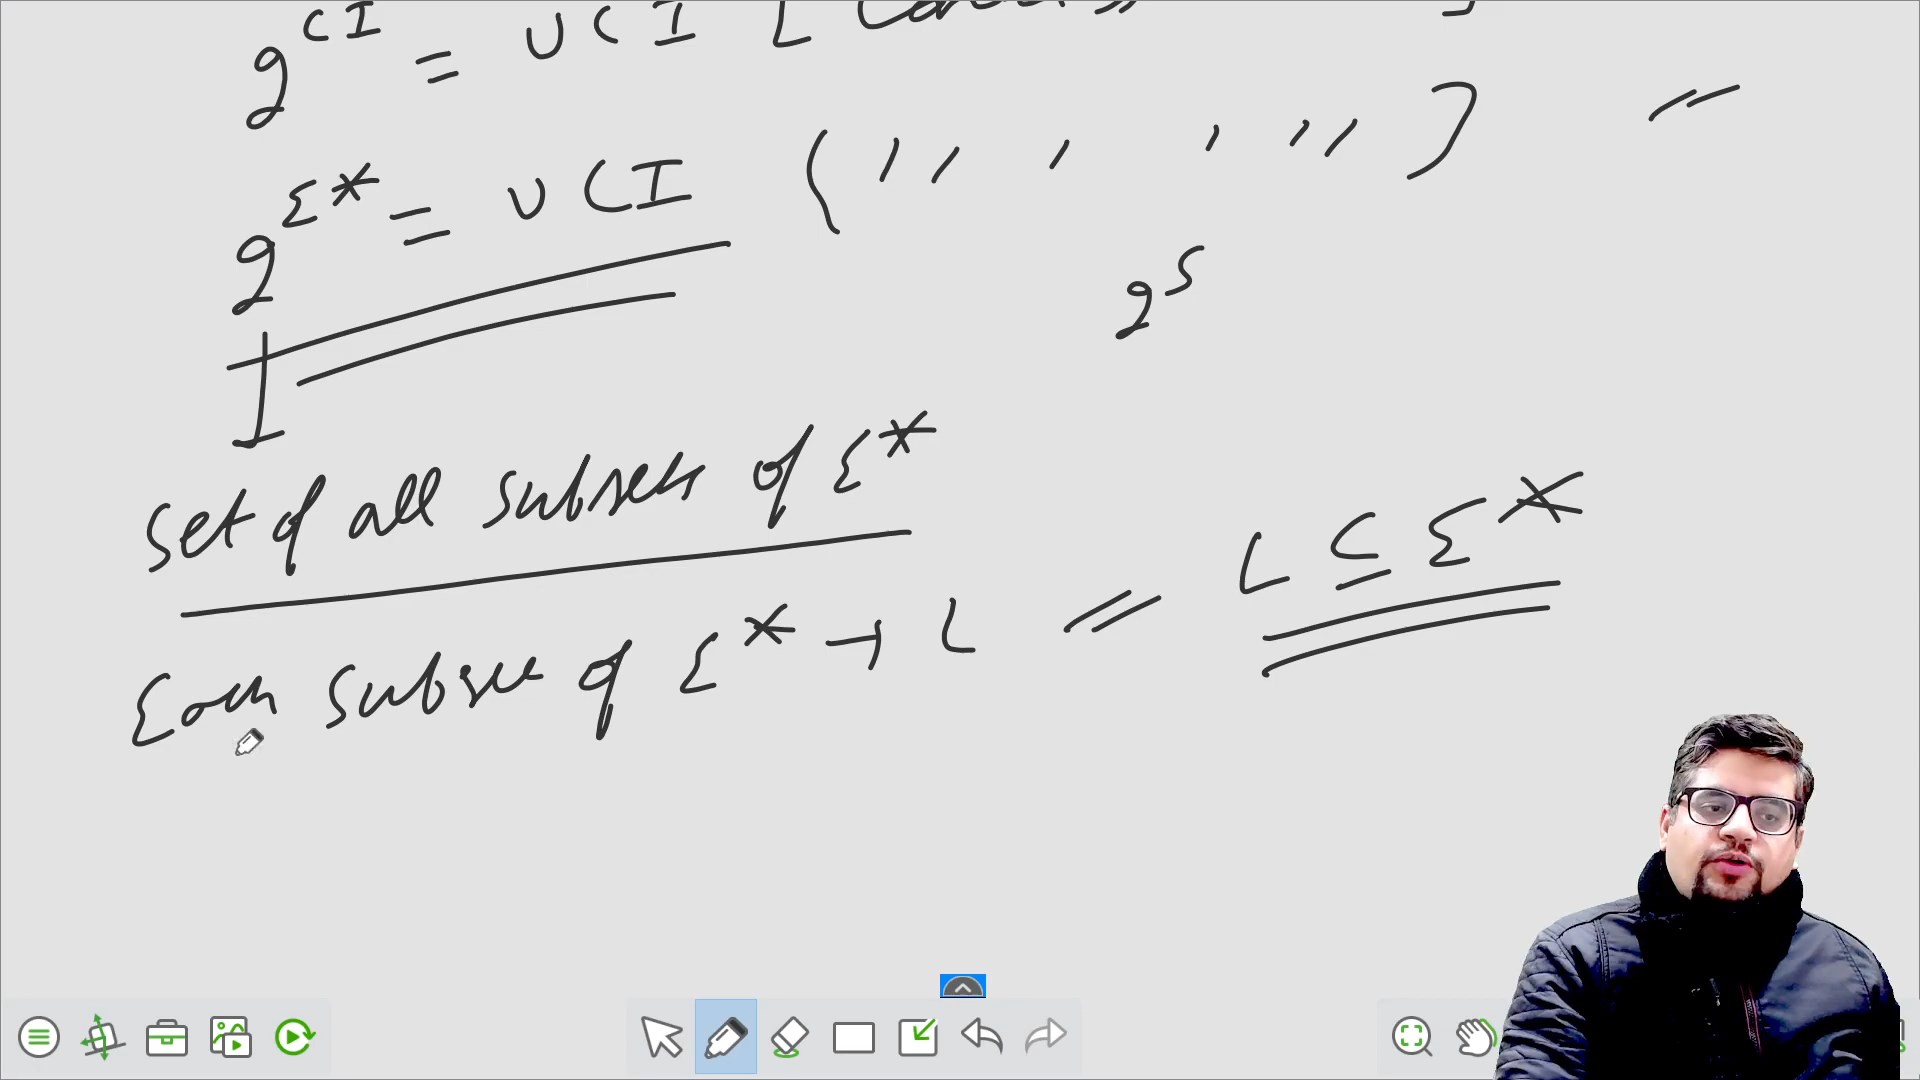 2^CI = UCI [
2^Σ* = UCI ( ,, , , ,, )
2^S
Set of all subsets of Σ*
Each subset of Σ* → L = L ⊆ Σ*